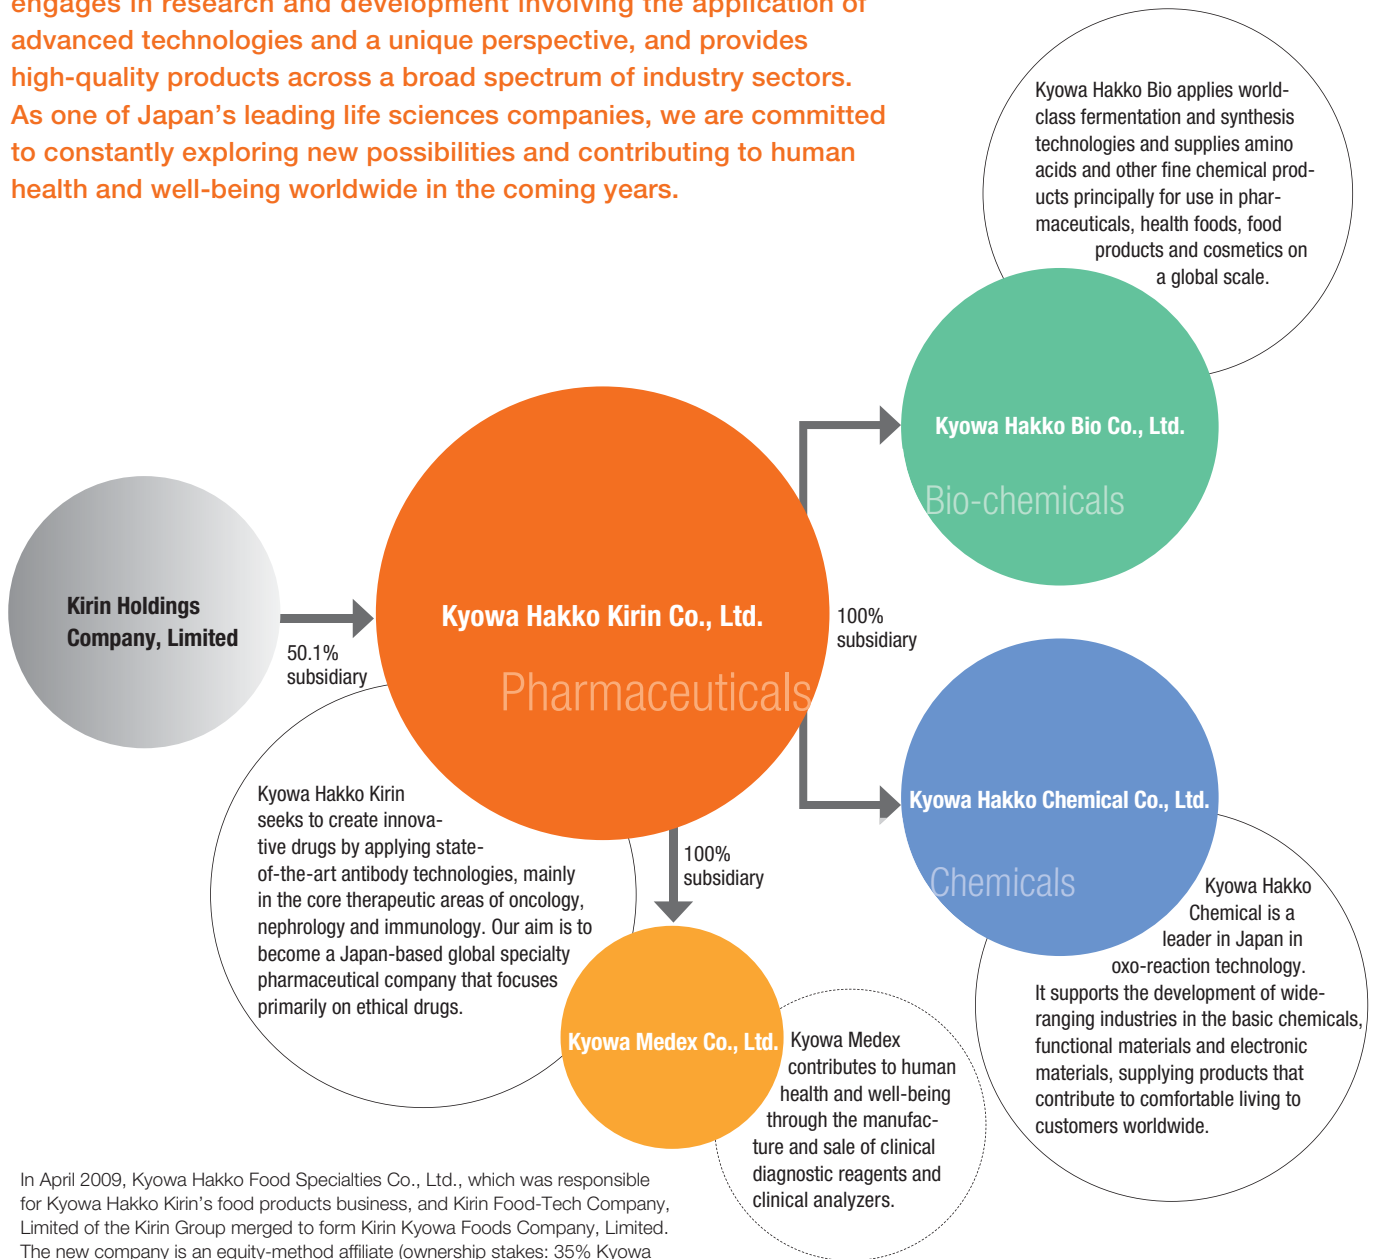 engages in research and development involving the application of
advanced technologies and a unique perspective, and provides
high-quality products across a broad spectrum of industry sectors.
As one of Japan's leading life sciences companies, we are committed
to constantly exploring new possibilities and contributing to human
health and well-being worldwide in the coming years.
Kyowa Hakko Bio applies world-
class fermentation and synthesis
technologies and supplies amino
acids and other fine chemical prod-
ucts principally for use in phar-
maceuticals, health foods, food
products and cosmetics on
a global scale.
Kyowa Hakko Bio Co., Ltd.
Bio-chemicals
Kirin Holdings
Company, Limited
50.1%
subsidiary
Kyowa Hakko Kirin Co., Ltd.
Pharmaceuticals
100%
subsidiary
Kyowa Hakko Kirin
seeks to create innova-
tive drugs by applying state-
of-the-art antibody technologies, mainly
in the core therapeutic areas of oncology,
nephrology and immunology. Our aim is to
become a Japan-based global specialty
pharmaceutical company that focuses
primarily on ethical drugs.
100%
subsidiary
Kyowa Hakko Chemical Co., Ltd.
Chemicals
Kyowa Hakko
Chemical is a
leader in Japan in
oxo-reaction technology.
It supports the development of wide-
ranging industries in the basic chemicals,
functional materials and electronic
materials, supplying products that
contribute to comfortable living to
customers worldwide.
Kyowa Medex Co., Ltd.
Kyowa Medex
contributes to human
health and well-being
through the manufac-
ture and sale of clinical
diagnostic reagents and
clinical analyzers.
In April 2009, Kyowa Hakko Food Specialties Co., Ltd., which was responsible
for Kyowa Hakko Kirin's food products business, and Kirin Food-Tech Company,
Limited of the Kirin Group merged to form Kirin Kyowa Foods Company, Limited.
The new company is an equity-method affiliate (ownership stakes: 35% Kyowa